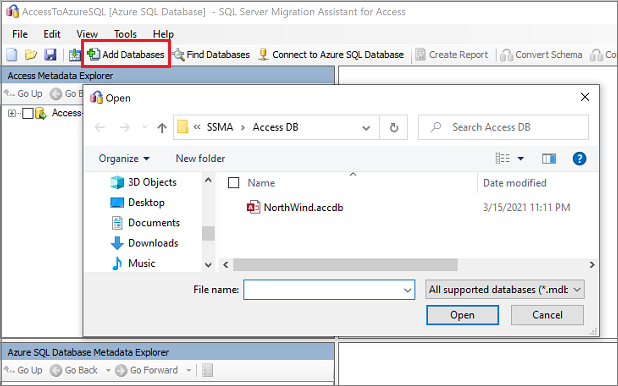 AccessToAzureSQL [Azure SQL Database] - SQL Server Migration Assistant for Access
File Edit View Tools Help
Add Databases Find Databases Connect to Azure SQL Database Create Report Convert Schema Co
Access Metadata Explorer
Go Up Go Ba
Access-
Open
« SSMA > Access DB
Search Access DB
Organize New folder
Name Date modified
3D Objects
Desktop
Documents
Downloads
Music
NorthWind.accdb 3/15/2021 11:11 PM
File name: All supported databases (*.mdb
Open Cancel
Azure SQL Database Metadata Explorer
Go Up Go Back Go Forward